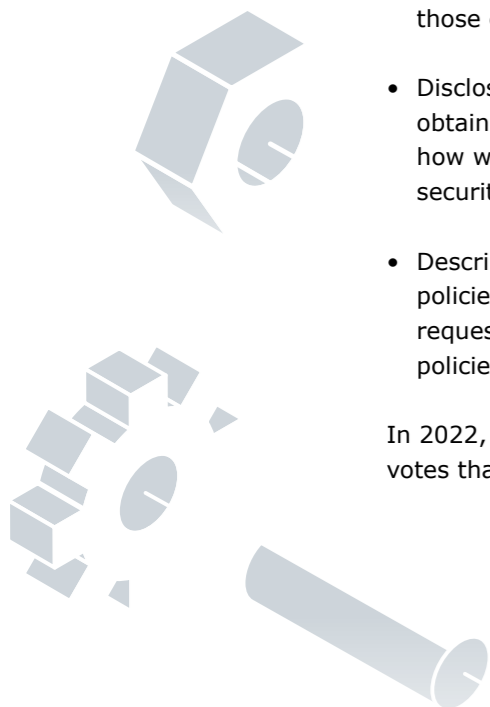 those
• Disclos
obtain
how w
securit
• Descri
policie
reques
policie
In 2022,
votes tha